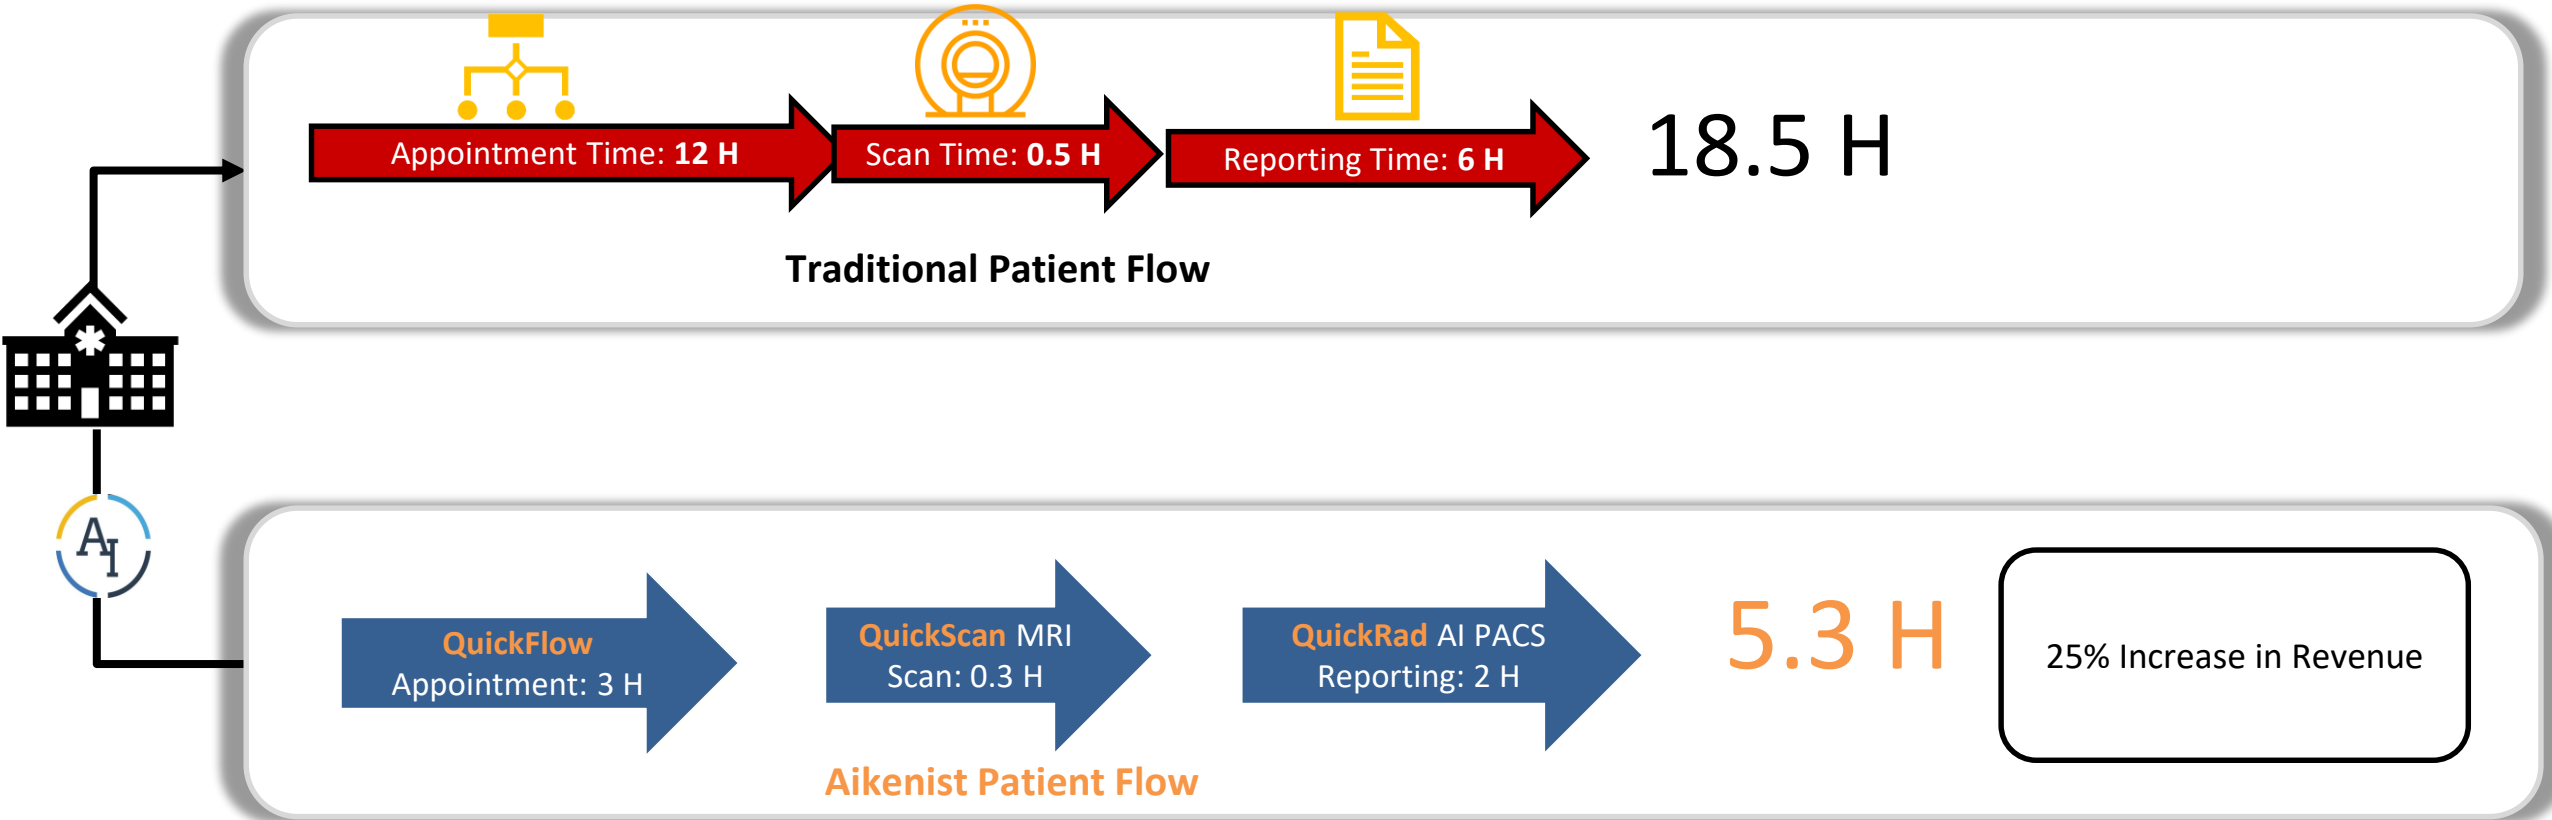 Appointment Time: 12 H
Scan Time: 0.5 H
Reporting Time: 6 H
18.5 H
Traditional Patient Flow
AI
QuickFlow
Appointment: 3 H
QuickScan MRI
Scan: 0.3 H
QuickRad AI PACS
Reporting: 2 H
5.3 H
25% Increase in Revenue
Aikenist Patient Flow